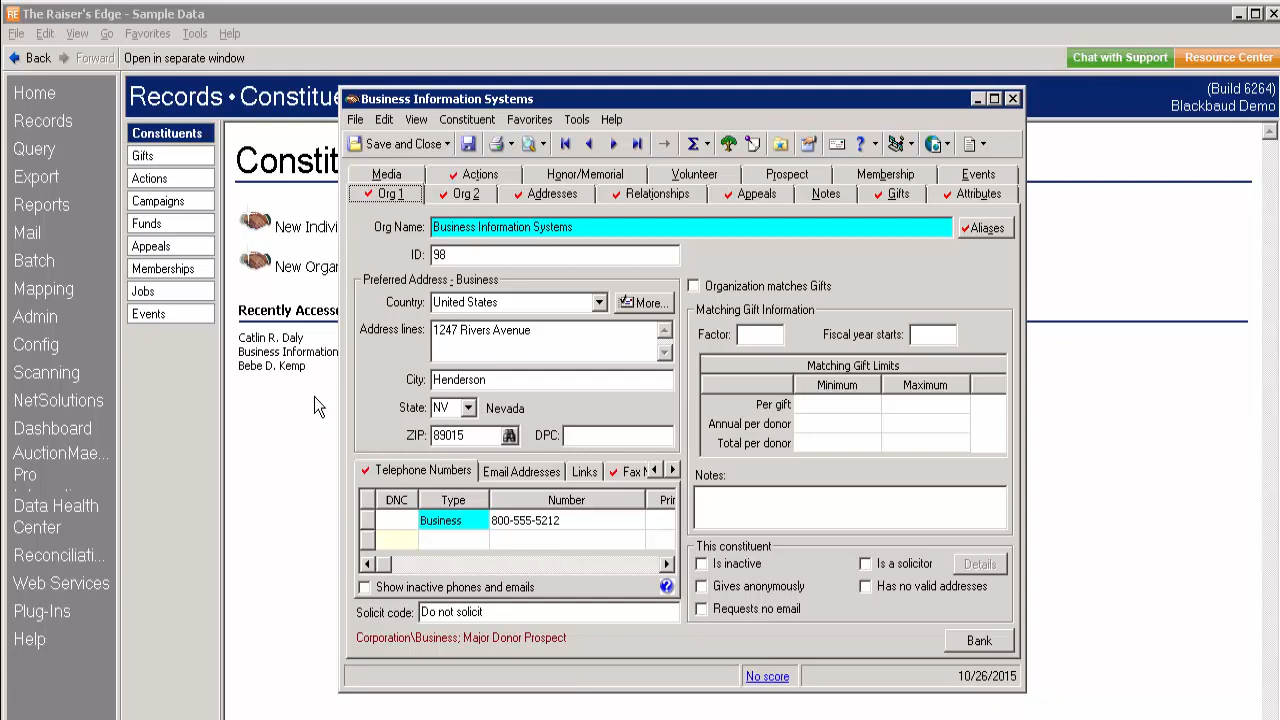 RE The Raiser's Edge - Sample Data
File Edit View Go Favorites Tools Help
Back Forward Open in separate window
Chat with Support Resource Center
Home
Records
Query
Export
Reports
Mail
Batch
Mapping
Admin
Config
Scanning
NetSolutions
Dashboard
AuctionMae...
Pro
Data Health
Center
Reconciliati...
Web Services
Plug-Ins
Help
Records • Constitue
(Build 6264)
Blackbaud Demo
Constituents
Gifts
Actions
Campaigns
Funds
Appeals
Memberships
Jobs
Events
Constit
New Indivi
New Organ
Recently Accesse
Catlin R. Daly
Business Information
Bebe D. Kemp
Business Information Systems
File Edit View Constituent Favorites Tools Help
Save and Close
Media Actions Honor/Memorial Volunteer Prospect Membership Events
Org 1 Org 2 Addresses Relationships Appeals Notes Gifts Attributes
Org Name: Business Information Systems Aliases
ID: 98
Preferred Address - Business
Country: United States More...
Address lines: 1247 Rivers Avenue
City: Henderson
State: NV Nevada
ZIP: 89015 DPC:
Telephone Numbers Email Addresses Links Fax N
DNC Type Number Prir
Business 800-555-5212
Show inactive phones and emails
Solicit code: Do not solicit
Corporation\Business; Major Donor Prospect
Organization matches Gifts
Matching Gift Information
Factor: Fiscal year starts:
Matching Gift Limits
Minimum Maximum
Per gift
Annual per donor
Total per donor
Notes:
This constituent
Is inactive Is a solicitor Details
Gives anonymously Has no valid addresses
Requests no email
Bank
No score 10/26/2015